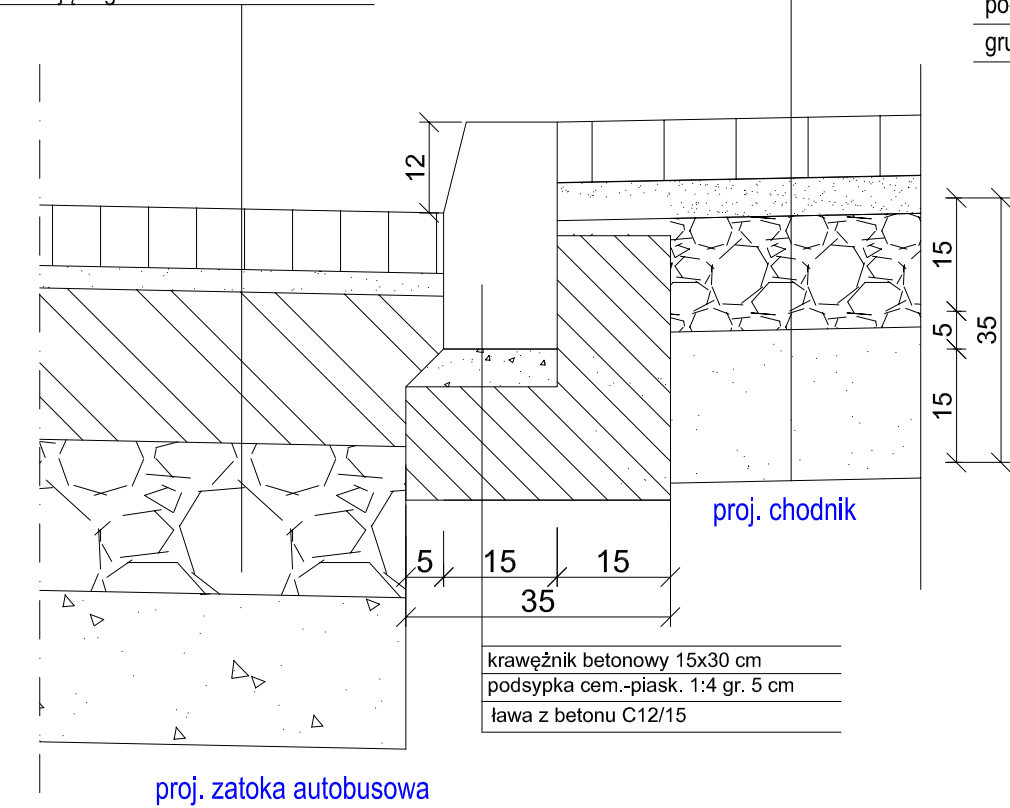 12
15
5
15
35
proj. chodnik
5
15
15
35
krawężnik betonowy 15x30 cm
podsypka cem.-piask. 1:4 gr. 5 cm
ława z betonu C12/15
proj. zatoka autobusowa